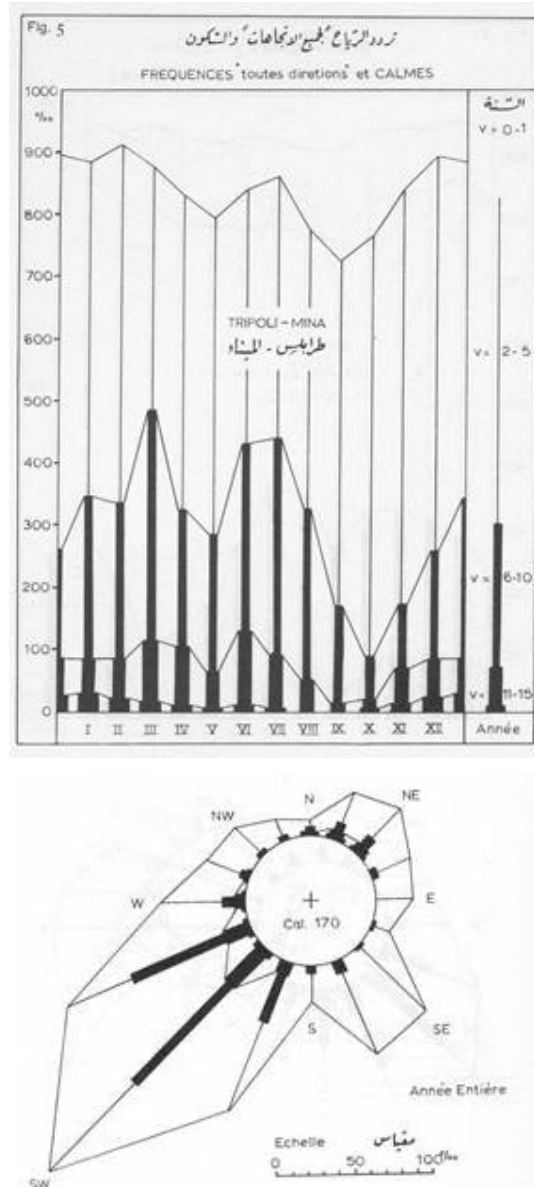 Fig. 5
تردد الرياح لجميع الاتجاهات والسكون
FREQUENCES "toutes diretions" et CALMES
1000
‰
900
800
700
600
500
400
300
200
100
0
TRIPOLI – MINA
طرابلس - الميناء
السنة
V = 0-1
V = 2-5
V = 6-10
V = 11-15
I II III IV V VI VII VIII IX X XI XII Année
N
NW NE
W E
Cal. 170
S SE
SW
Année Entière
Echelle مقياس
0 50 100‰